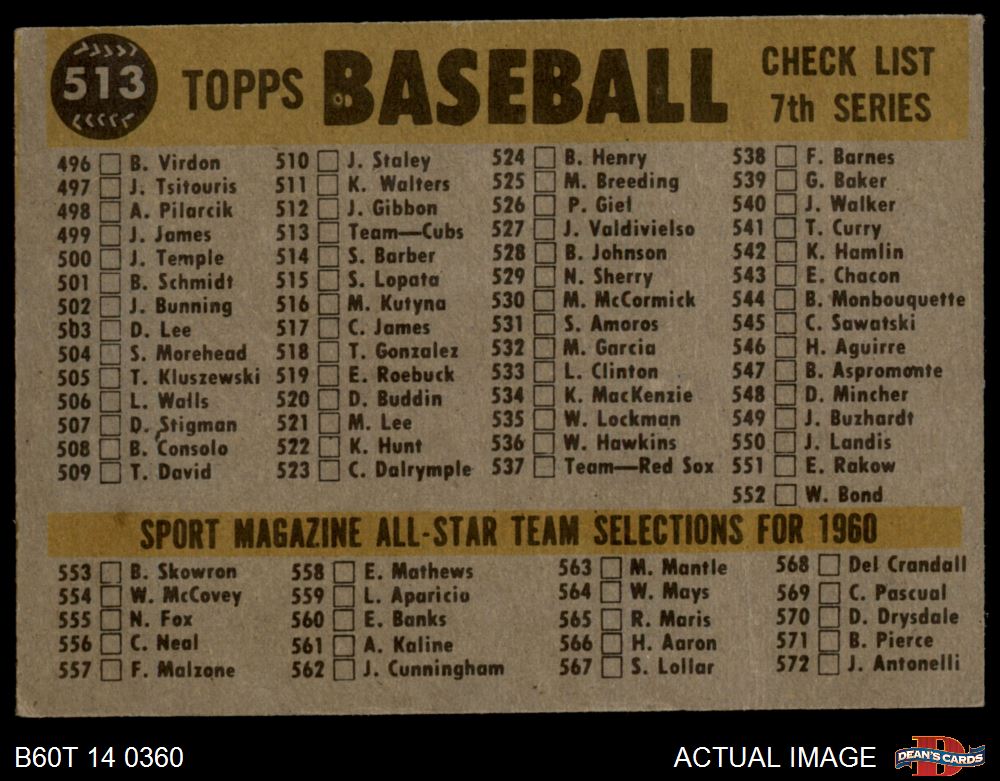 513 TOPPS BASEBALL CHECK LIST
7th SERIES
496 B. Virdon
497 J. Tsitouris
498 A. Pilarcik
499 J. James
500 J. Temple
501 B. Schmidt
502 J. Bunning
503 D. Lee
504 S. Morehead
505 T. Kluszewski
506 L. Walls
507 D. Stigman
508 B. Consolo
509 T. David
510 J. Staley
511 K. Walters
512 J. Gibbon
513 Team—Cubs
514 S. Barber
515 S. Lopata
516 M. Kutyna
517 C. James
518 T. Gonzalez
519 E. Roebuck
520 D. Buddin
521 M. Lee
522 K. Hunt
523 C. Dalrymple
524 B. Henry
525 M. Breeding
526 P. Giel
527 J. Valdivielso
528 B. Johnson
529 N. Sherry
530 M. McCormick
531 S. Amoros
532 M. Garcia
533 L. Clinton
534 K. MacKenzie
535 W. Lockman
536 W. Hawkins
537 Team—Red Sox
538 F. Barnes
539 G. Baker
540 J. Walker
541 T. Curry
542 K. Hamlin
543 E. Chacon
544 B. Monbouquette
545 C. Sawatski
546 H. Aguirre
547 B. Aspromonte
548 D. Mincher
549 J. Buzhardt
550 J. Landis
551 E. Rakow
552 W. Bond
SPORT MAGAZINE ALL-STAR TEAM SELECTIONS FOR 1960
553 B. Skowron
554 W. McCovey
555 N. Fox
556 C. Neal
557 F. Malzone
558 E. Mathews
559 L. Aparicio
560 E. Banks
561 A. Kaline
562 J. Cunningham
563 M. Mantle
564 W. Mays
565 R. Maris
566 H. Aaron
567 S. Lollar
568 Del Crandall
569 C. Pascual
570 D. Drysdale
571 B. Pierce
572 J. Antonelli
B60T 14 0360
ACTUAL IMAGE
D
DEAN'S CARDS